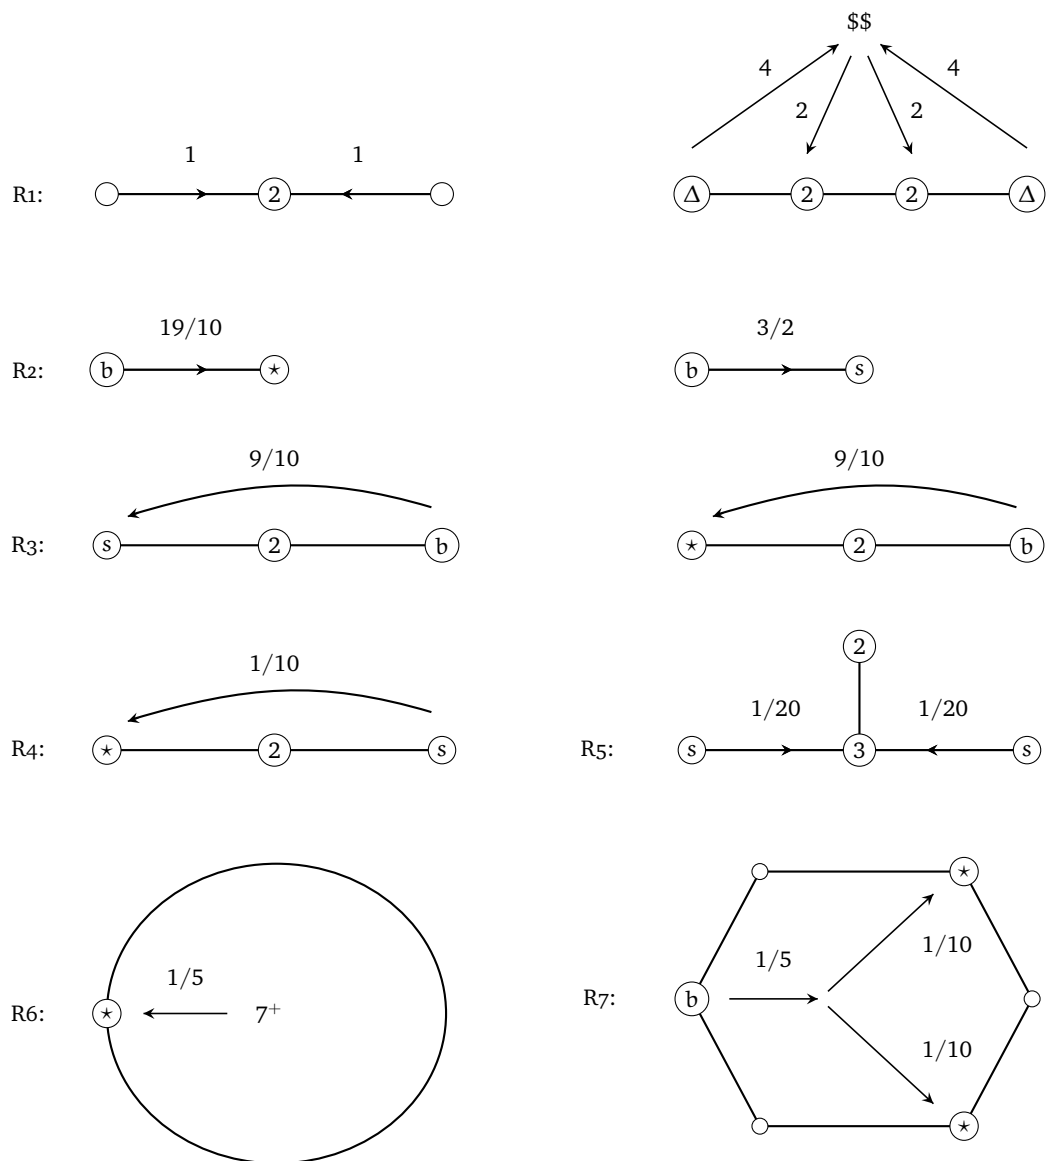 $$
4 4
2 2
1 1
R1: 2 Δ 2 2 Δ
19/10 3/2
R2: b ⋆ b s
9/10 9/10
R3: s 2 b ⋆ 2 b
2
1/10 1/20 1/20
R4: ⋆ 2 s R5: s 3 s
⋆
1/5 1/5 1/10
R6: ⋆ 7⁺ R7: b
1/10
⋆